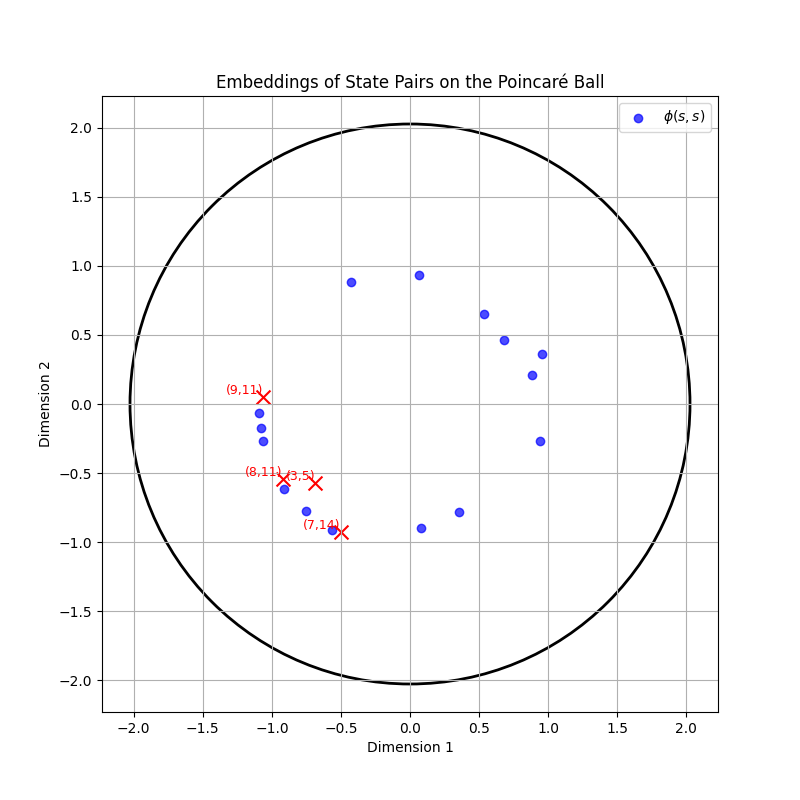 Embeddings of State Pairs on the Poincaré Ball
ϕ(s, s)
2.0
1.5
1.0
0.5
0.0
−0.5
−1.0
−1.5
−2.0
Dimension 2
(9,11)
(8,11)
(3,5)
(7,14)
−2.0 −1.5 −1.0 −0.5 0.0 0.5 1.0 1.5 2.0
Dimension 1